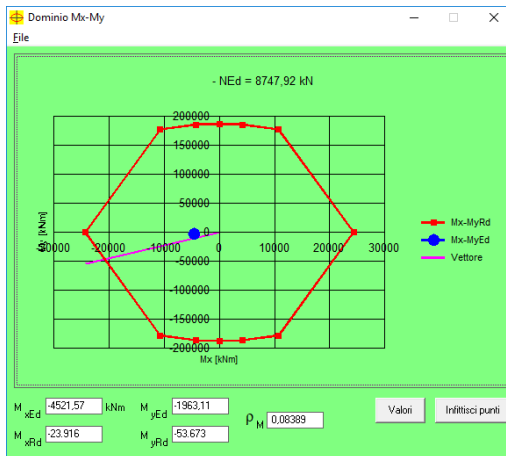 Dominio Mx-My
File
- NEd = 8747,92 kN
200000
150000
100000
50000
0
-30000 -20000 -10000 0 10000 20000 30000
-50000
-100000
-150000
-200000
Mx [kNm]
Mx-MyRd
Mx-MyEd
Vettore
M xEd -4521,57 kNm M yEd -1963,11
ρ M 0,08389
Valori Infittisci punti
M xRd -23.916 M yRd -53.673